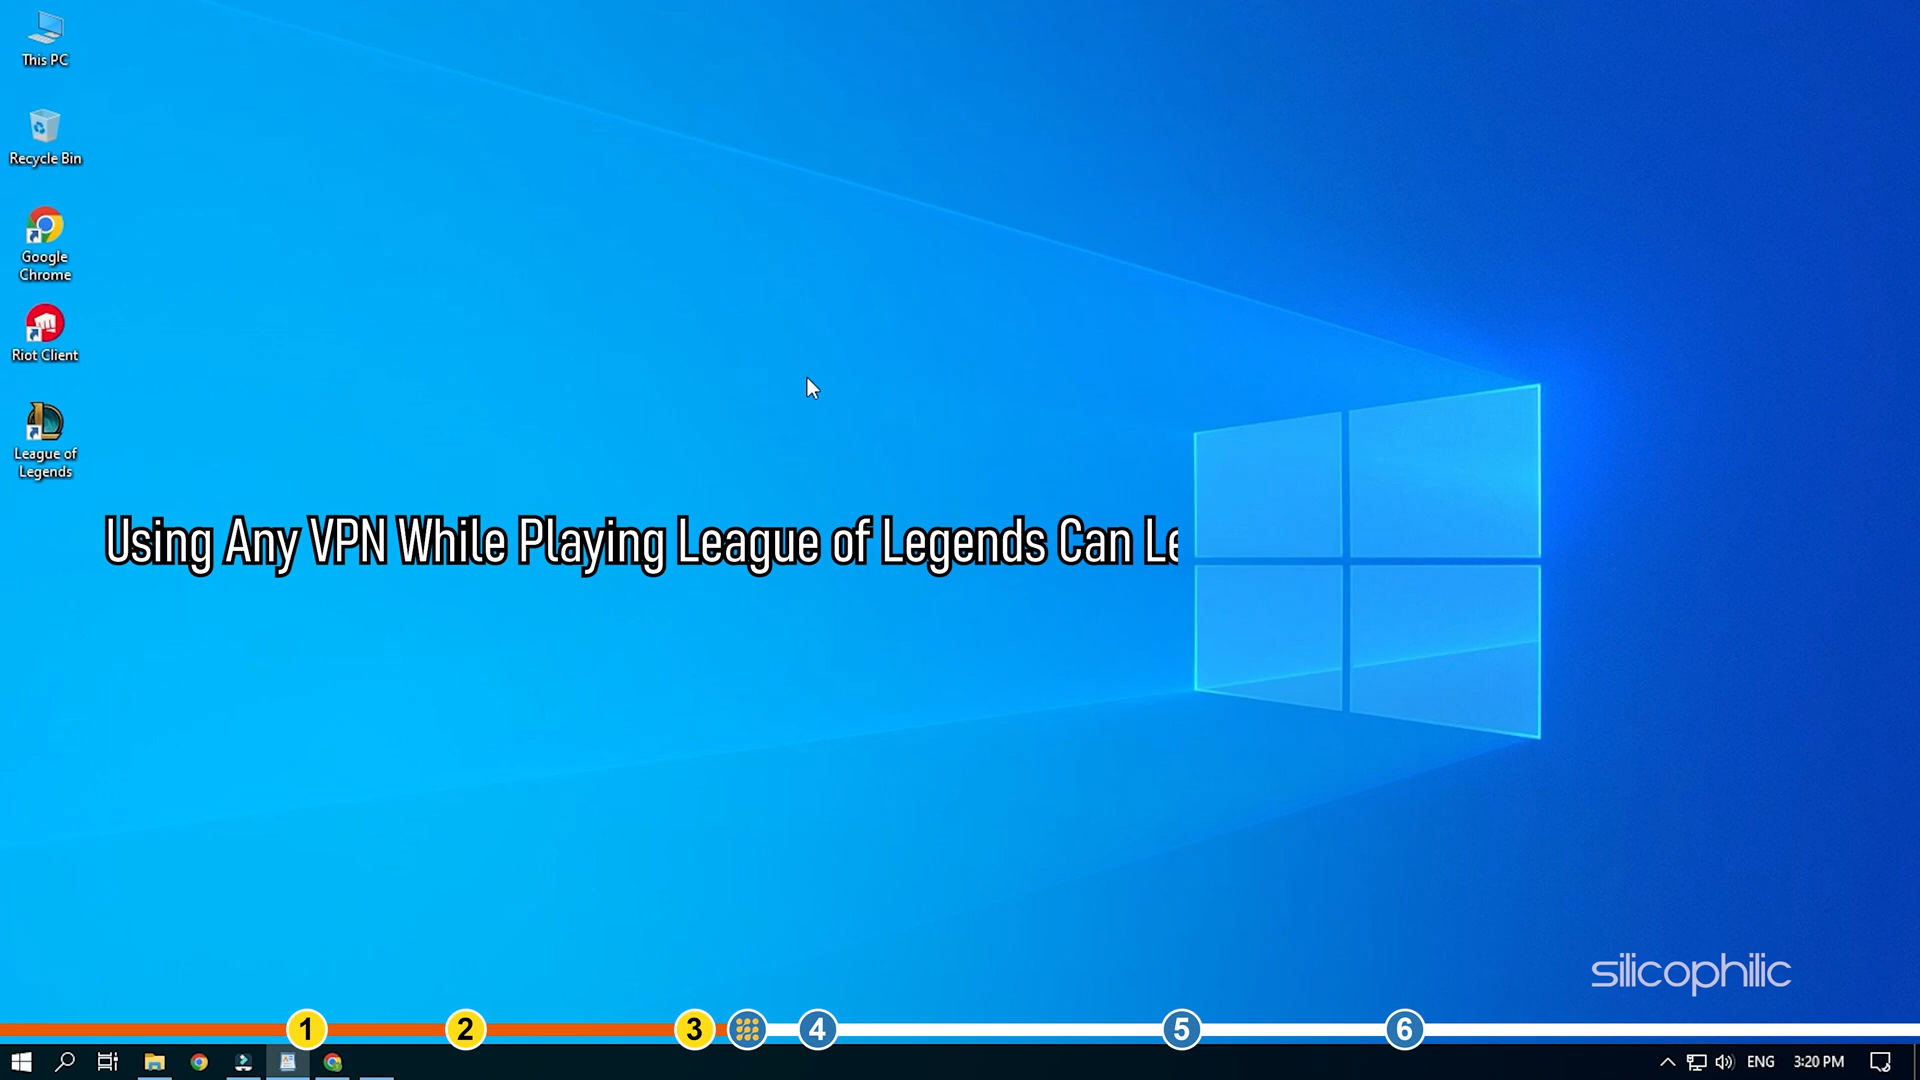 This PC
Recycle Bin
Google
Chrome
Riot Client
League of
Legends
Using Any VPN While Playing League of Legends Can Le
silicophilic
1 2 3 4 5 6
ENG 3:20 PM